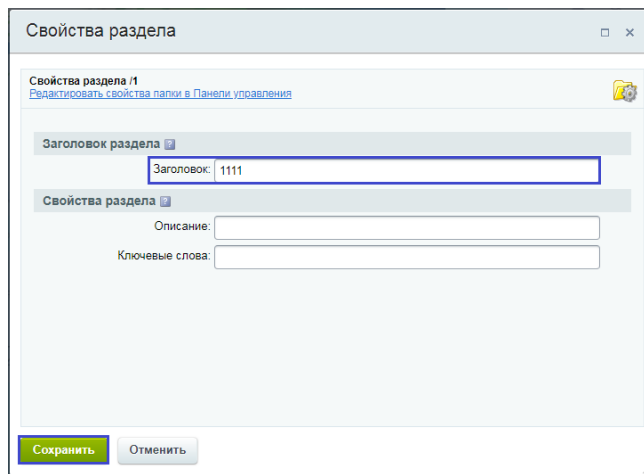 Свойства раздела
Свойства раздела /1
Редактировать свойства папки в Панели управления
Заголовок раздела ?
Заголовок: 1111
Свойства раздела ?
Описание:
Ключевые слова:
Сохранить Отменить